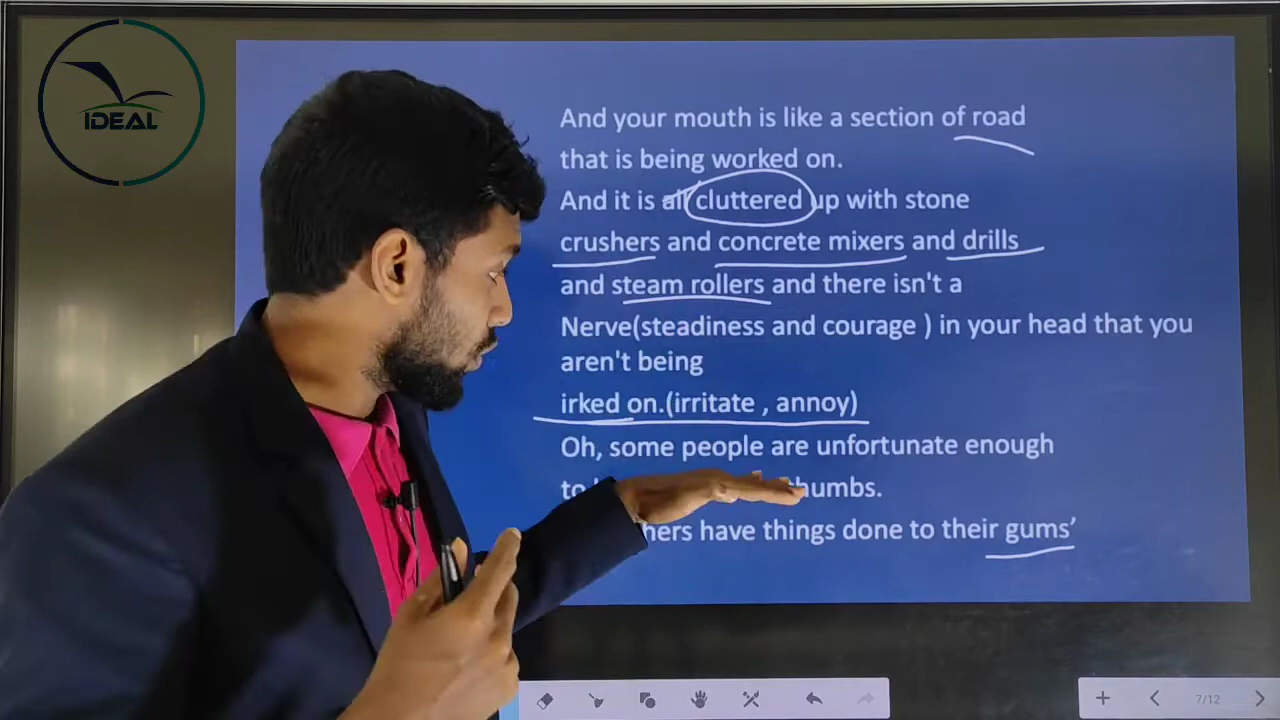 IDEAL
And your mouth is like a section of road
that is being worked on.
And it is all cluttered up with stone
crushers and concrete mixers and drills
and steam rollers and there isn't a
Nerve(steadiness and courage ) in your head that you
aren't being
irked on.(irritate , annoy)
Oh, some people are unfortunate enough
to thumbs.
have things done to their gums’
7/12